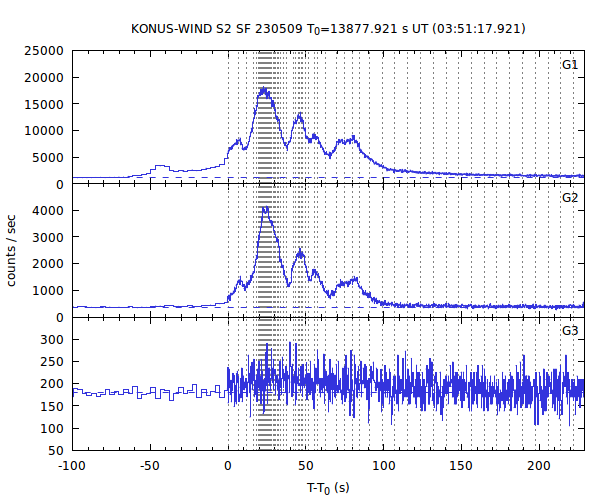 KONUS-WIND S2 SF 230509 T0=13877.921 s UT (03:51:17.921)
25000
20000
15000
10000
5000
0
G1
4000
3000
2000
1000
0
G2
counts / sec
300
250
200
150
100
50
G3
-100 -50 0 50 100 150 200
T-T0 (s)